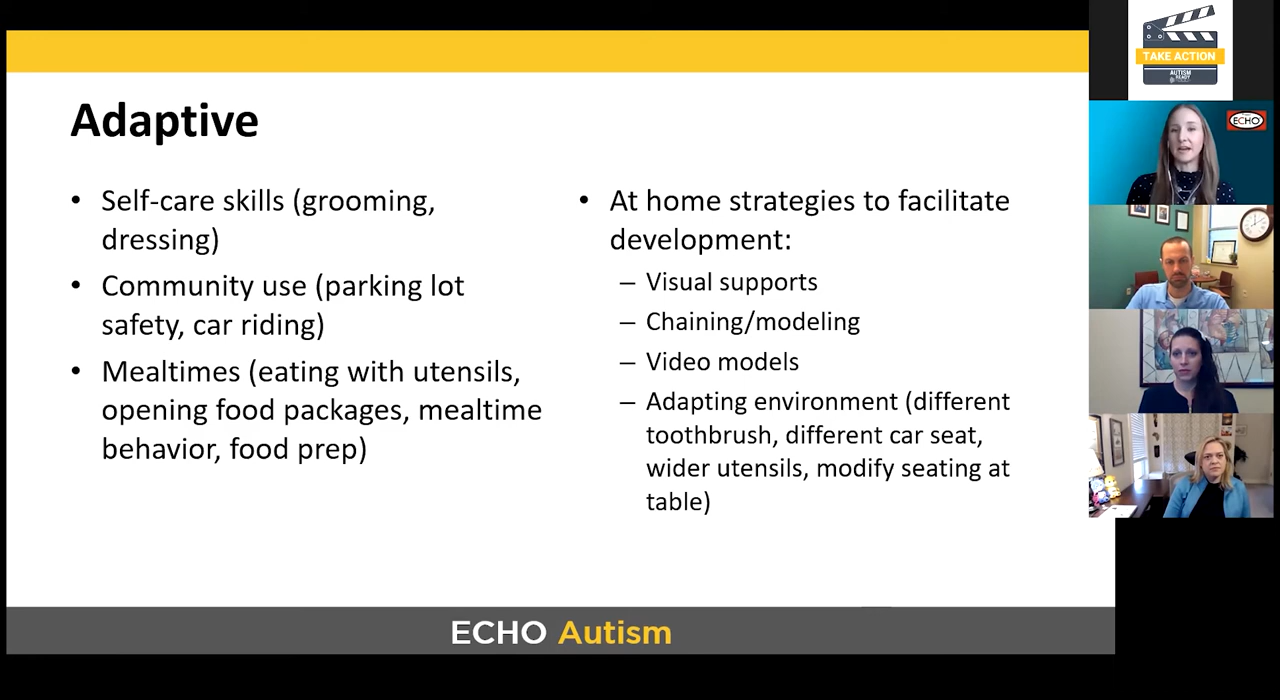 Adaptive
• Self-care skills (grooming,
dressing)
• Community use (parking lot
safety, car riding)
• Mealtimes (eating with utensils,
opening food packages, mealtime
behavior, food prep)
• At home strategies to facilitate
development:
– Visual supports
– Chaining/modeling
– Video models
– Adapting environment (different
toothbrush, different car seat,
wider utensils, modify seating at
table)
ECHO Autism
TAKE ACTION
AUTISM
READY
ECHO